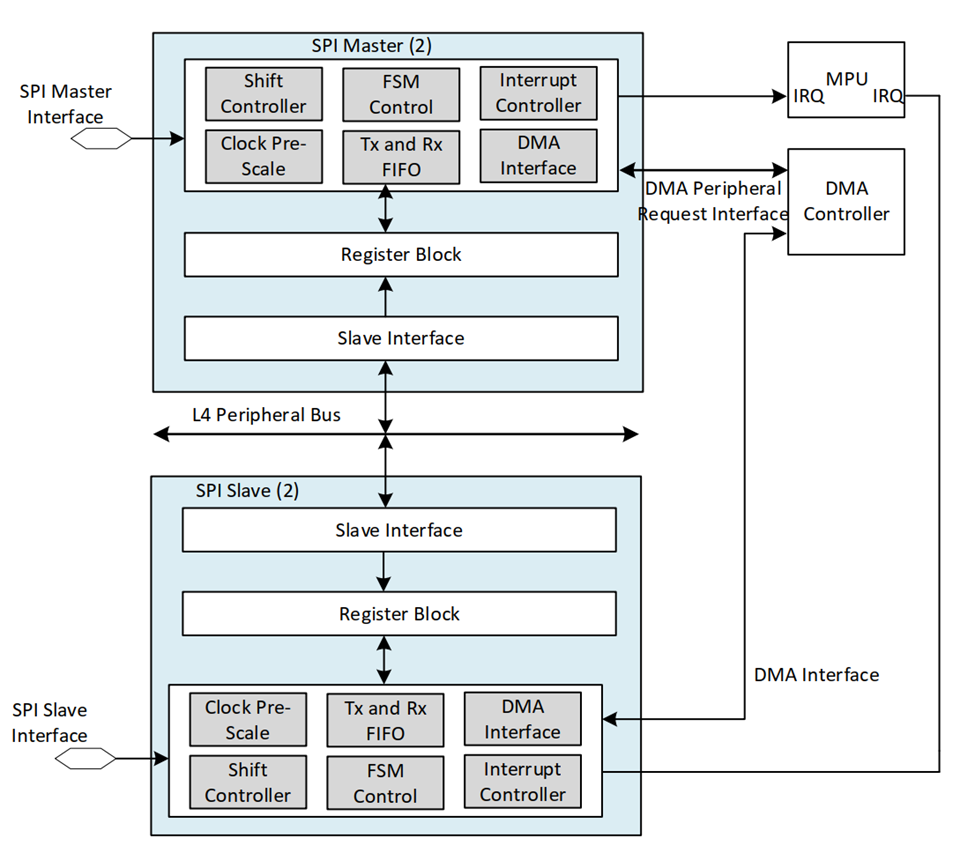 SPI Master (2)
SPI Master
Interface
Shift
Controller
FSM
Control
Interrupt
Controller
Clock Pre-
Scale
Tx and Rx
FIFO
DMA
Interface
MPU
IRQ
IRQ
DMA Peripheral
Request Interface
DMA
Controller
Register Block
Slave Interface
L4 Peripheral Bus
SPI Slave (2)
Slave Interface
Register Block
DMA Interface
SPI Slave
Interface
Clock Pre-
Scale
Tx and Rx
FIFO
DMA
Interface
Shift
Controller
FSM
Control
Interrupt
Controller